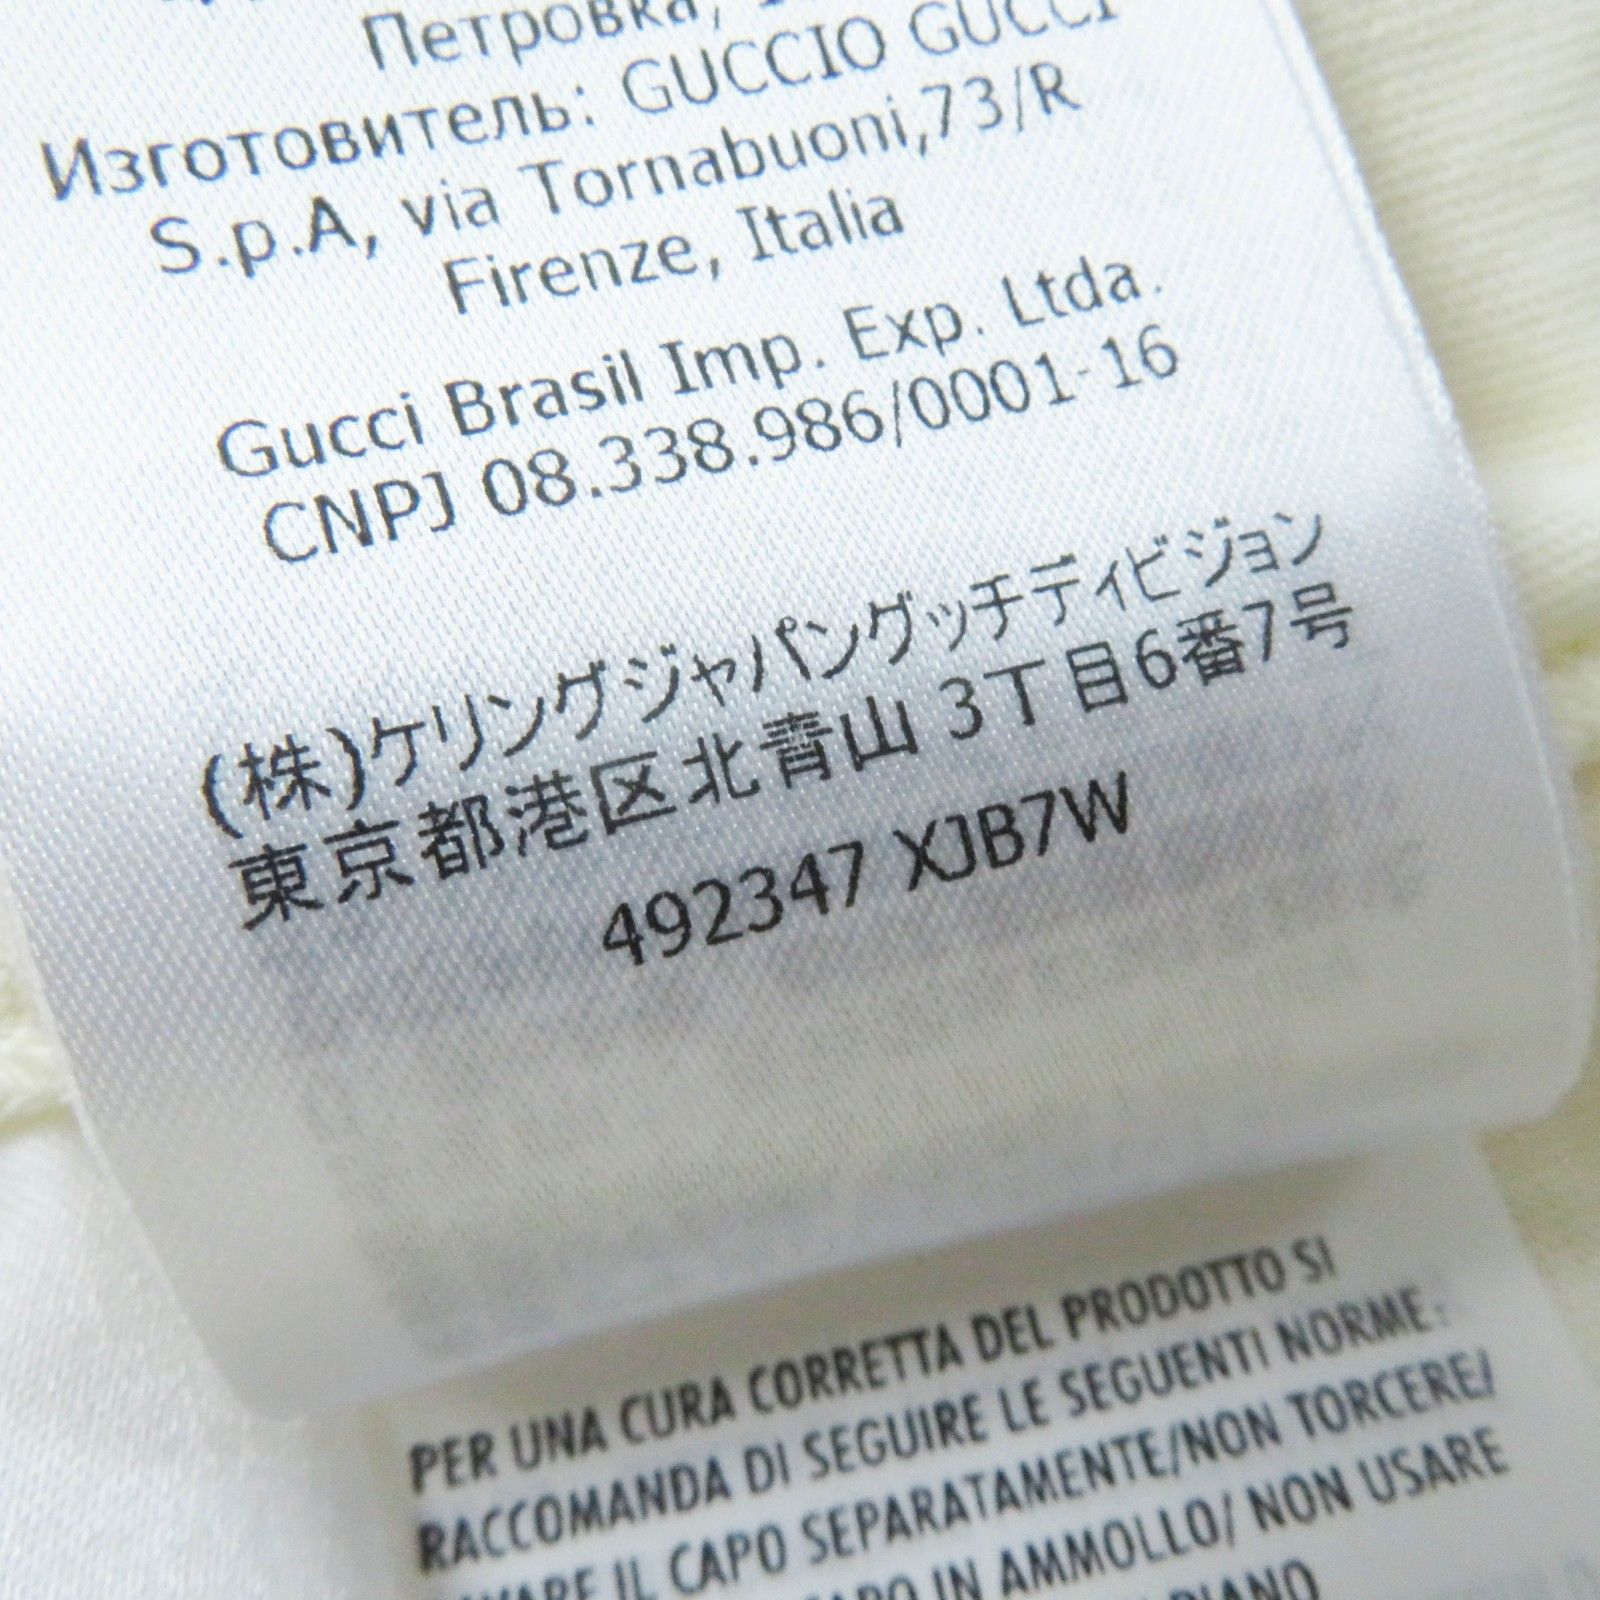 Петровка,
Изготовитель: GUCCIO GUCCI
S.p.A, via Tornabuoni,73/R
Firenze, Italia
Gucci Brasil Imp. Exp. Ltda.
CNPJ 08.338.986/0001-16
(株)ケリングジャパングッチディビジョン
東京都港区北青山 3丁目6番7号
492347 XJB7W
PER UNA CURA CORRETTA DEL PRODOTTO SI
RACCOMANDA DI SEGUIRE LE SEGUENTI NORME:
IL CAPO SEPARATAMENTE/NON TORCERE/
IN AMMOLLO/ NON USARE